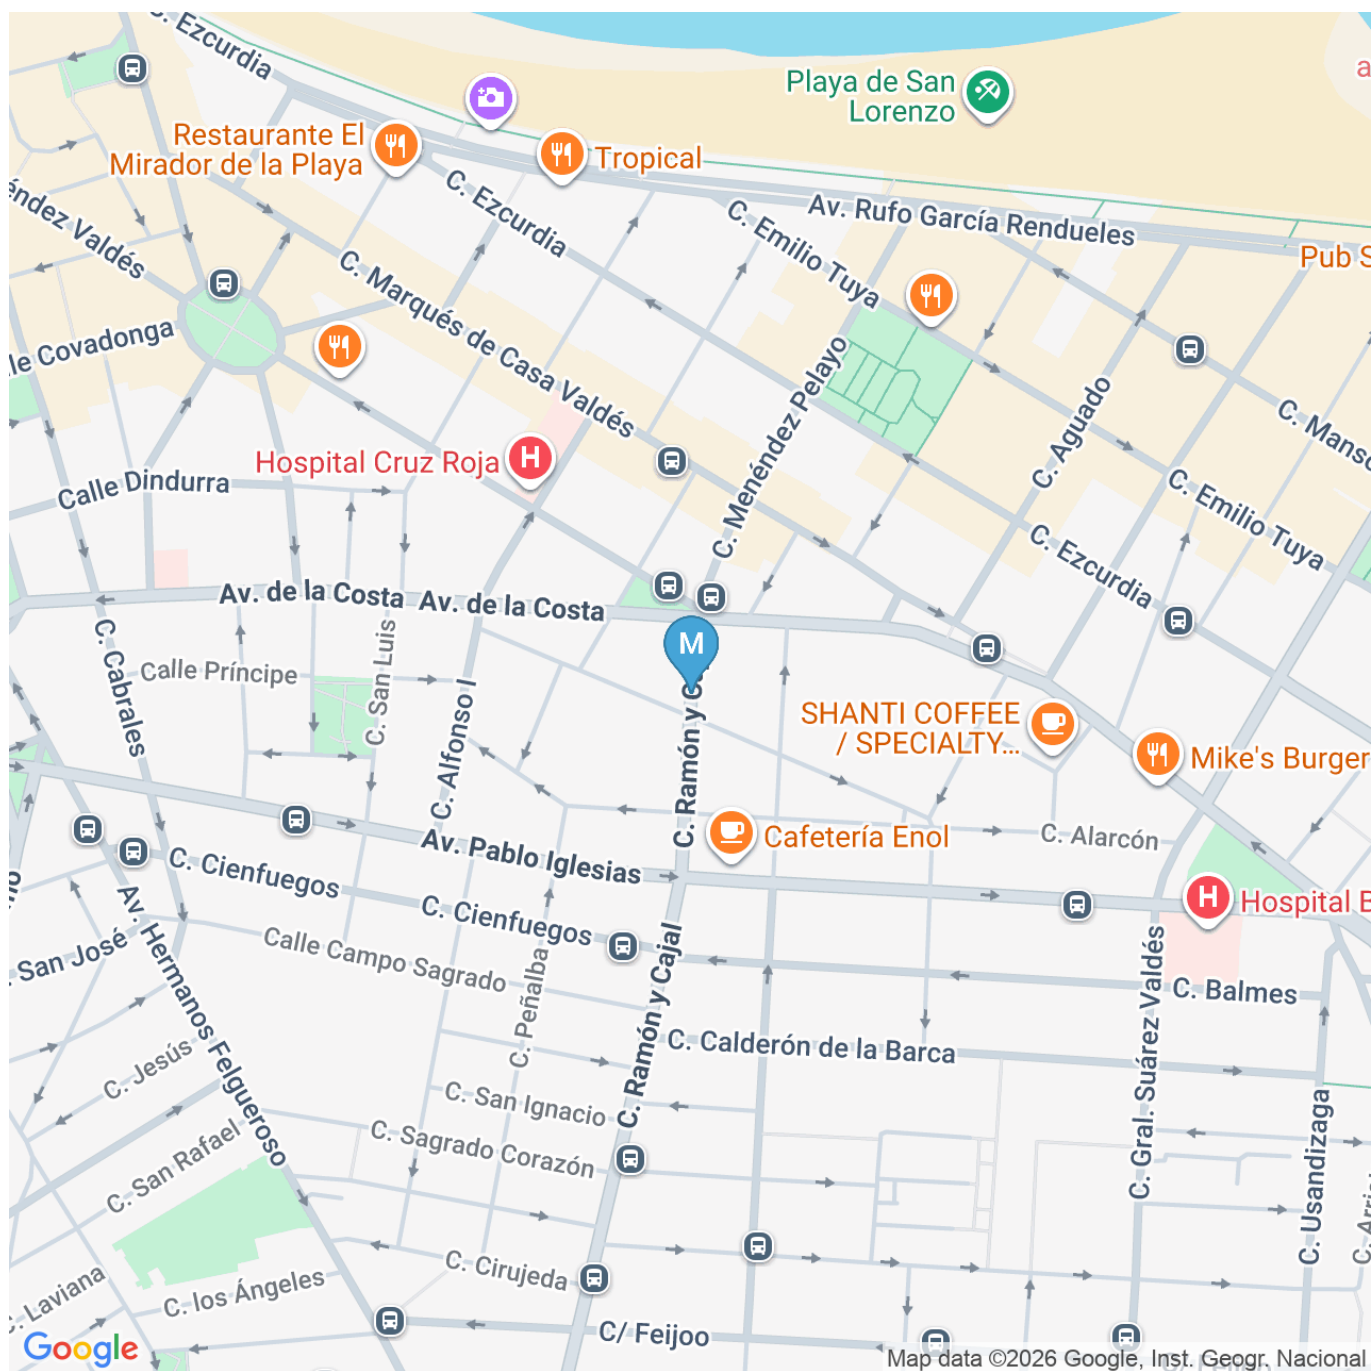 C. Ezcurdia
Playa de San
Lorenzo
a
Restaurante El
Mirador de la Playa
Tropical
C. Ezcurdia
Av. Rufo García Rendueles
C. Emilio Tuya
Pub S
éndez Valdés
C. Marqués de Casa Valdés
le Covadonga
C. Menéndez Pelayo
C. Aguado
C. Manso
Hospital Cruz Roja
H
Calle Dindurra
C. Emilio Tuya
C. Ezcurdia
Av. de la Costa
Av. de la Costa
M
C. Cabrales
C. San Luis
Calle Príncipe
C. Alfonso I
C. Ramón y Ca
SHANTI COFFEE
/ SPECIALTY...
Mike's Burger
Cafetería Enol
C. Alarcón
Av. Pablo Iglesias
C. Cienfuegos
C. Cienfuegos
H
Hospital B
San José
Av. Hermanos Felgueroso
Calle Campo Sagrado
C. Peñalba
C. Ramón y Cajal
C. Balmes
C. Gral. Suárez Valdés
C. Calderón de la Barca
C. Jesús
C. San Ignacio
C. San Rafael
C. Sagrado Corazón
C. Usandizaga
C. Cirujeda
C. los Ángeles
C. Laviana
C/ Feijoo
Google
Map data ©2026 Google, Inst. Geogr. Nacional